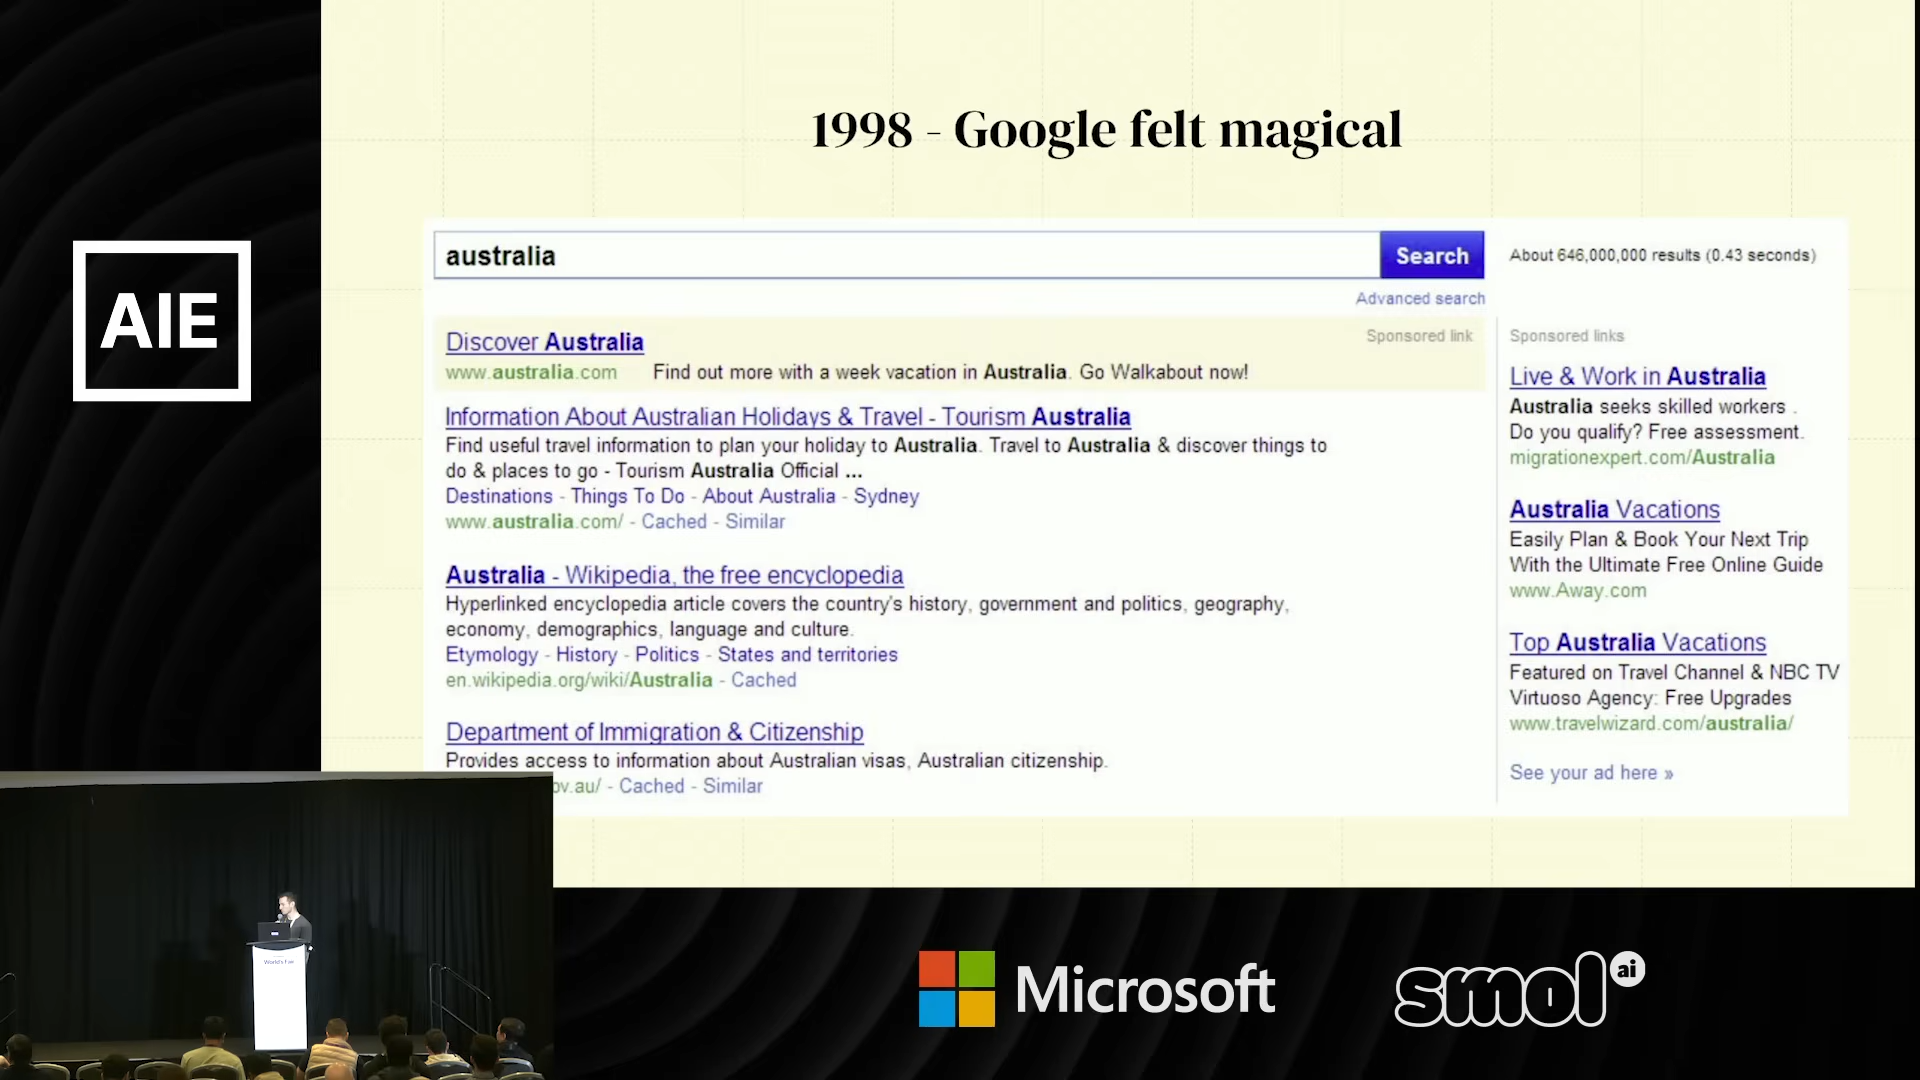 1998 - Google felt magical
AIE
australia
Search
About 646,000,000 results (0.43 seconds)
Advanced search
Discover Australia
Sponsored link
www.australia.com Find out more with a week vacation in Australia. Go Walkabout now!
Information About Australian Holidays & Travel - Tourism Australia
Find useful travel information to plan your holiday to Australia. Travel to Australia & discover things to
do & places to go - Tourism Australia Official ...
Destinations - Things To Do - About Australia - Sydney
www.australia.com/ - Cached - Similar
Australia - Wikipedia, the free encyclopedia
Hyperlinked encyclopedia article covers the country's history, government and politics, geography,
economy, demographics, language and culture.
Etymology - History - Politics - States and territories
en.wikipedia.org/wiki/Australia - Cached
Department of Immigration & Citizenship
Provides access to information about Australian visas, Australian citizenship.
ov.au/ - Cached - Similar
Sponsored links
Live & Work in Australia
Australia seeks skilled workers .
Do you qualify? Free assessment.
migrationexpert.com/Australia
Australia Vacations
Easily Plan & Book Your Next Trip
With the Ultimate Free Online Guide
www.Away.com
Top Australia Vacations
Featured on Travel Channel & NBC TV
Virtuoso Agency: Free Upgrades
www.travelwizard.com/australia/
See your ad here »
World's Fair
Microsoft
smol ai